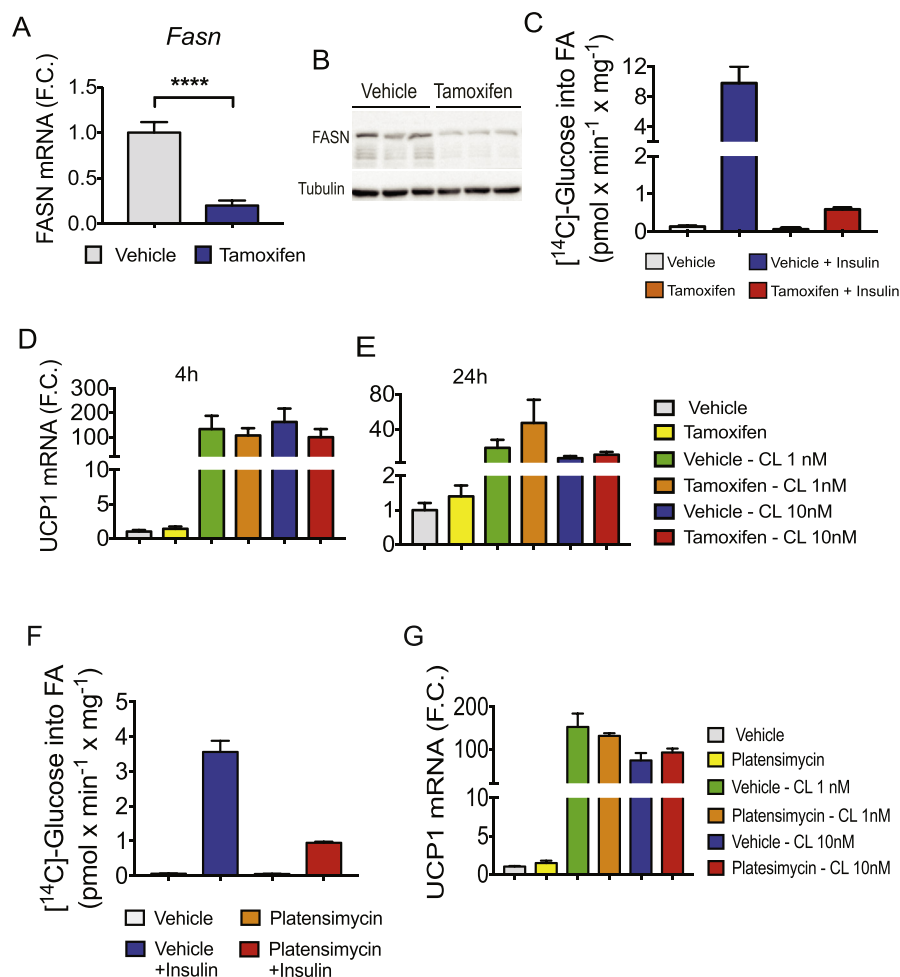 A
Fasn
FASN mRNA (F.C.)
1.5
1.0
0.5
0.0
****
Vehicle
Tamoxifen
B
Vehicle Tamoxifen
FASN
Tubulin
C
[¹⁴C]-Glucose into FA
(pmol x min⁻¹ x mg⁻¹)
12
8
4
2
1
0
Vehicle
Vehicle + Insulin
Tamoxifen
Tamoxifen + Insulin
D
4h
UCP1 mRNA (F.C.)
300
200
100
10
5
0
E
24h
80
40
2
1
0
Vehicle
Tamoxifen
Vehicle - CL 1 nM
Tamoxifen - CL 1nM
Vehicle - CL 10nM
Tamoxifen - CL 10nM
F
[¹⁴C]-Glucose into FA
(pmol x min⁻¹ x mg⁻¹)
5
4
3
2
1
0
Vehicle
Platensimycin
Vehicle
+Insulin
Platensimycin
+Insulin
G
UCP1 mRNA (F.C.)
200
100
10
5
0
Vehicle
Platensimycin
Vehicle - CL 1 nM
Platensimycin - CL 1nM
Vehicle - CL 10nM
Platesimycin - CL 10nM